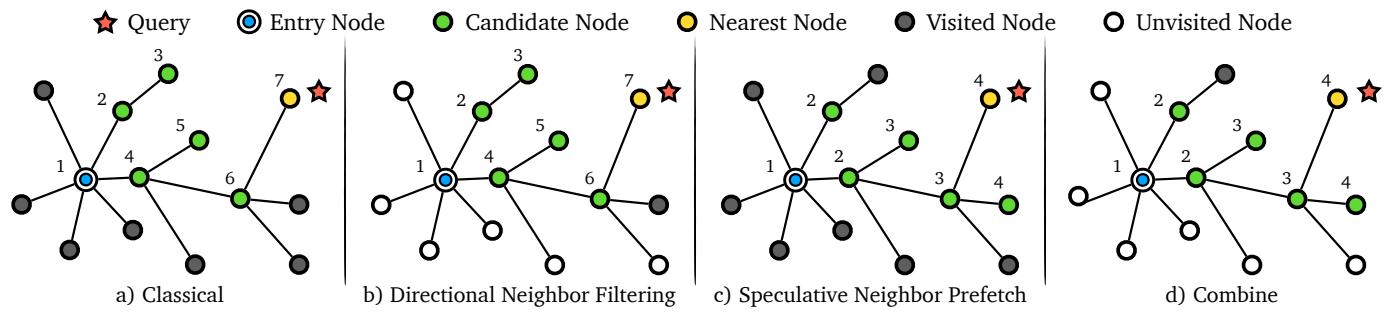 Query Entry Node Candidate Node Nearest Node Visited Node Unvisited Node
3 7 2 5 1 4 6
3 7 2 5 1 4 6
4 2 3 1 2 3 4
4 2 3 1 2 3 4
a) Classical
b) Directional Neighbor Filtering
c) Speculative Neighbor Prefetch
d) Combine